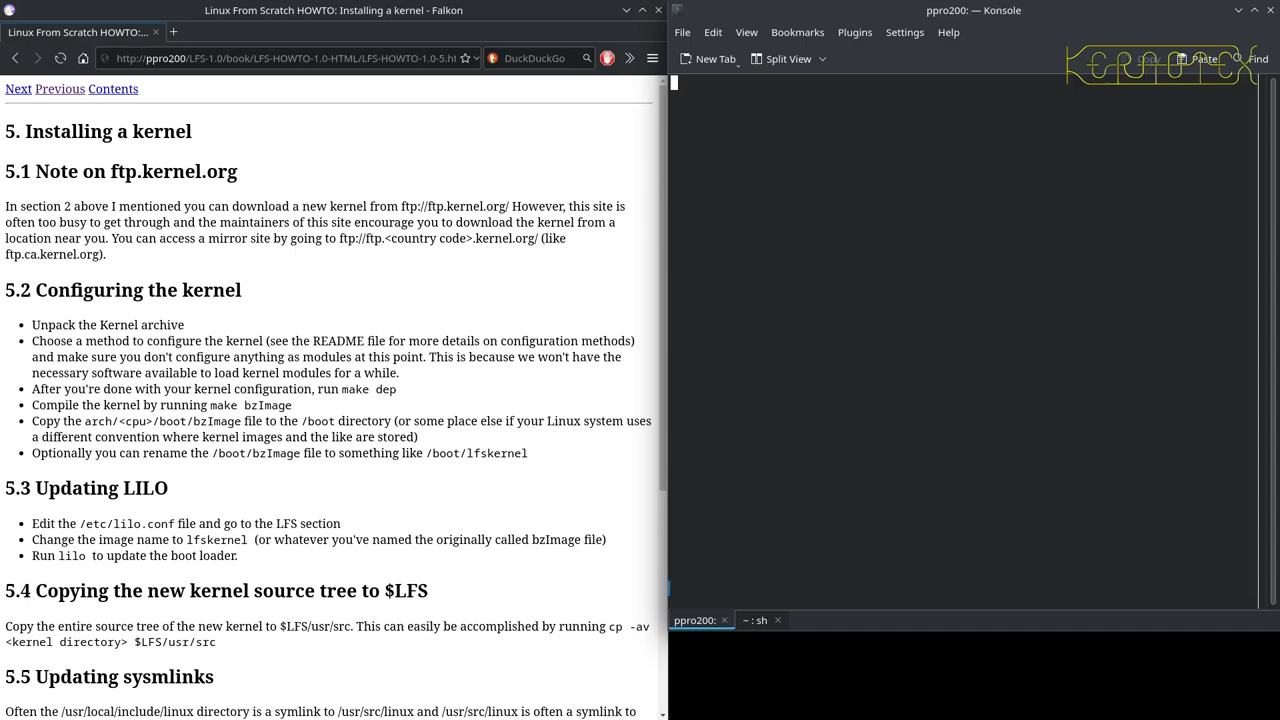 Linux From Scratch HOWTO: Installing a kernel - Falkon
Linux From Scratch HOWTO:...
http://ppro200/LFS-1.0/book/LFS-HOWTO-1.0-HTML/LFS-HOWTO-1.0-5.ht
DuckDuckGo
Next Previous Contents
5. Installing a kernel
5.1 Note on ftp.kernel.org
In section 2 above I mentioned you can download a new kernel from ftp://ftp.kernel.org/ However, this site is
often too busy to get through and the maintainers of this site encourage you to download the kernel from a
location near you. You can access a mirror site by going to ftp://ftp.<country code>.kernel.org/ (like
ftp.ca.kernel.org).
5.2 Configuring the kernel
• Unpack the Kernel archive
• Choose a method to configure the kernel (see the README file for more details on configuration methods)
and make sure you don't configure anything as modules at this point. This is because we won't have the
necessary software available to load kernel modules for a while.
• After you're done with your kernel configuration, run make dep
• Compile the kernel by running make bzImage
• Copy the arch/<cpu>/boot/bzImage file to the /boot directory (or some place else if your Linux system uses
a different convention where kernel images and the like are stored)
• Optionally you can rename the /boot/bzImage file to something like /boot/lfskernel
5.3 Updating LILO
• Edit the /etc/lilo.conf file and go to the LFS section
• Change the image name to lfskernel (or whatever you've named the originally called bzImage file)
• Run lilo to update the boot loader.
5.4 Copying the new kernel source tree to $LFS
Copy the entire source tree of the new kernel to $LFS/usr/src. This can easily be accomplished by running cp -av
<kernel directory> $LFS/usr/src
5.5 Updating symlinks
Often the /usr/local/include/linux directory is a symlink to /usr/src/linux and /usr/src/linux is often a symlink to
ppro200: — Konsole
File Edit View Bookmarks Plugins Settings Help
New Tab Split View Copy Paste Find
ppro200: ~ : sh